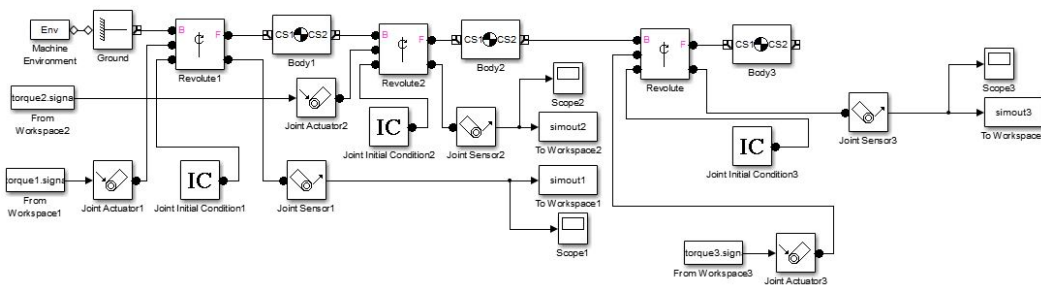 Env
Machine
Environment
Ground
B
F
Revolute1
CS1
CS2
Body1
B
F
Revolute2
CS1
CS2
Body2
B
F
Revolute
CS1
CS2
Body3
torque2.signa
From
Workspace2
Joint Actuator2
IC
Joint Initial Condition2
Joint Sensor2
Scope2
simout2
To Workspace2
Scope3
simout3
To Workspace
Joint Sensor3
IC
Joint Initial Condition3
torque1.signa
From
Workspace1
Joint Actuator1
IC
Joint Initial Condition1
Joint Sensor1
simout1
To Workspace1
Scope1
torque3.signa
From Workspace3
Joint Actuator3